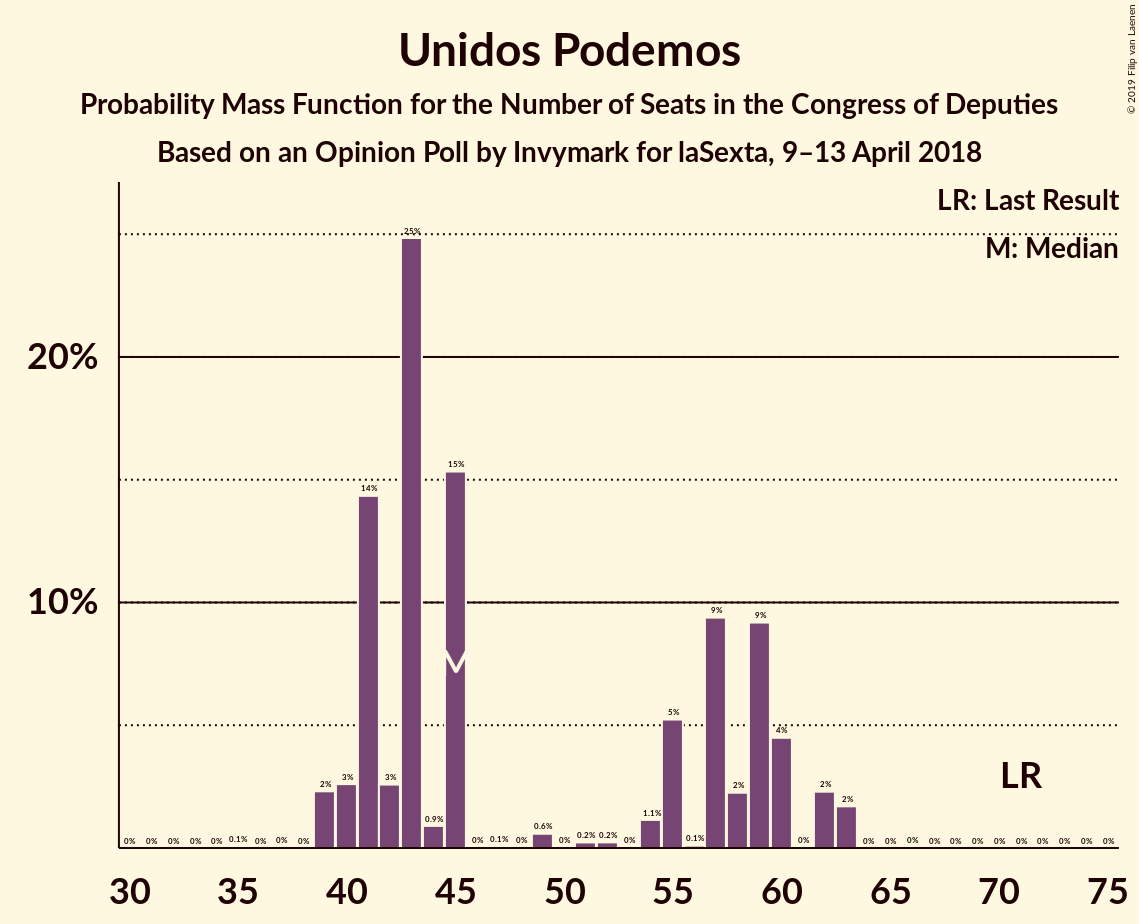 Unidos Podemos
Probability Mass Function for the Number of Seats in the Congress of Deputies
Based on an Opinion Poll by Invymark for laSexta, 9–13 April 2018
© 2019 Filip van Laenen
LR: Last Result
M: Median
20%
10%
0% 0% 0% 0% 0% 0.1% 0% 0% 0% 2% 3% 14% 3% 25% 0.9% 15% 0% 0.1% 0% 0.6% 0% 0.2% 0.2% 0% 1.1% 5% 0.1% 9% 2% 9% 4% 0% 2% 2% 0% 0% 0% 0% 0% 0% 0% 0% 0% 0% 0% 0%
LR
30 35 40 45 50 55 60 65 70 75